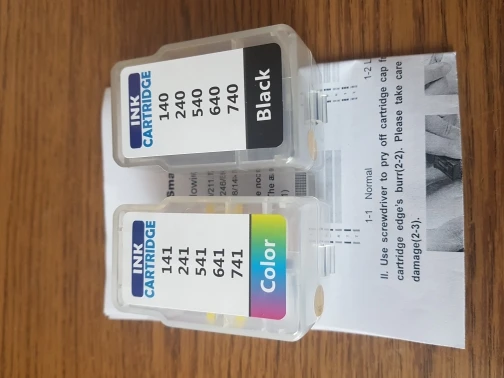 INK
CARTRIDGE
140
240
540
640
740
Black
INK
CARTRIDGE
141
241
541
641
741
Color
1-1 Normal
1-2
II. Use screwdriver to pry off cartridge cap
cartridge edge's burr(2-2). Please take care
damage(2-3).